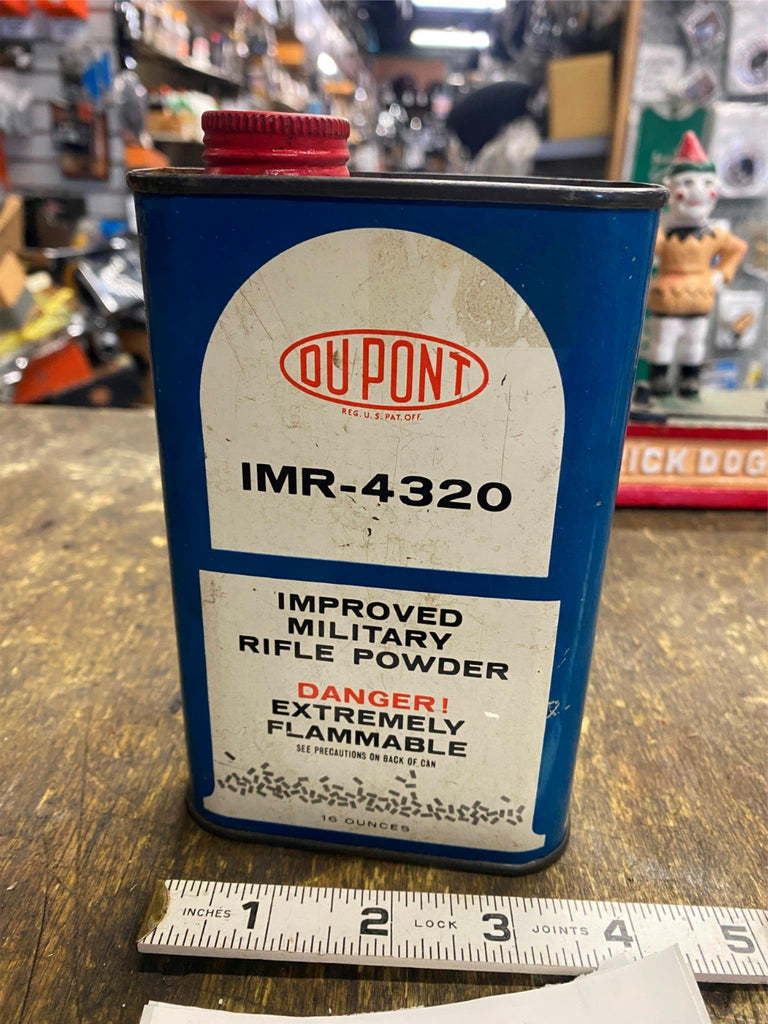 DU PONT
REG. U.S. PAT. OFF.
IMR-4320
IMPROVED
MILITARY
RIFLE POWDER
DANGER!
EXTREMELY
FLAMMABLE
SEE PRECAUTIONS ON BACK OF CAN
16 OUNCES
ICK DOG
INCHES 1 2 LOCK 3 JOINTS 4 5